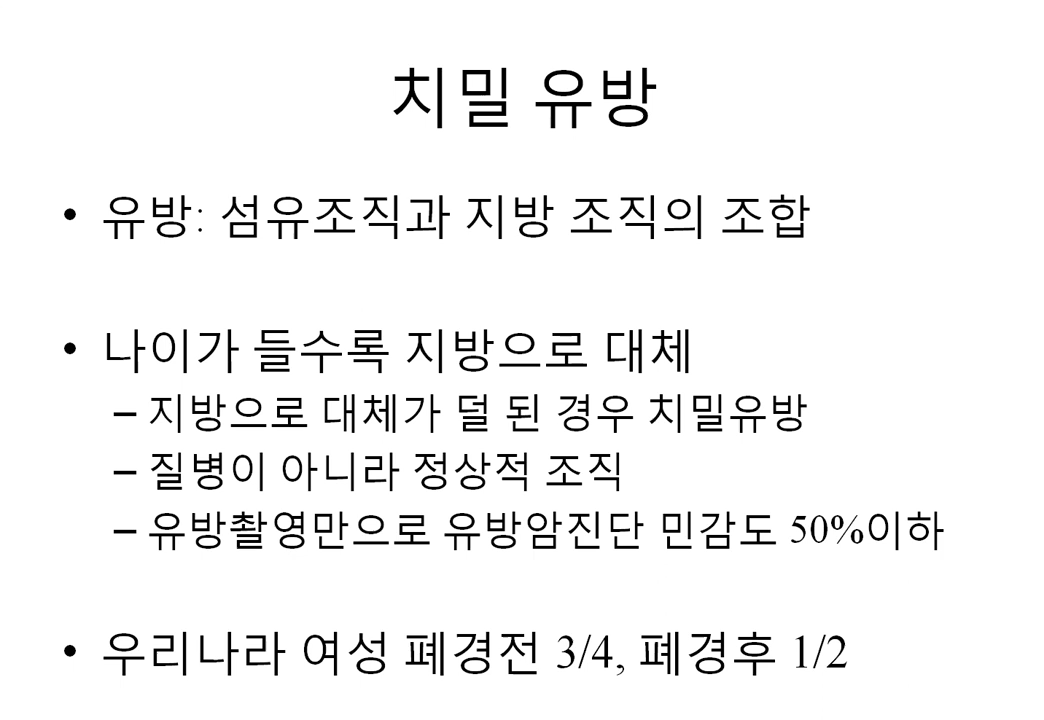 치밀 유방
• 유방: 섬유조직과 지방 조직의 조합
• 나이가 들수록 지방으로 대체
– 지방으로 대체가 덜 된 경우 치밀유방
– 질병이 아니라 정상적 조직
– 유방촬영만으로 유방암진단 민감도 50%이하
• 우리나라 여성 폐경전 3/4, 폐경후 1/2